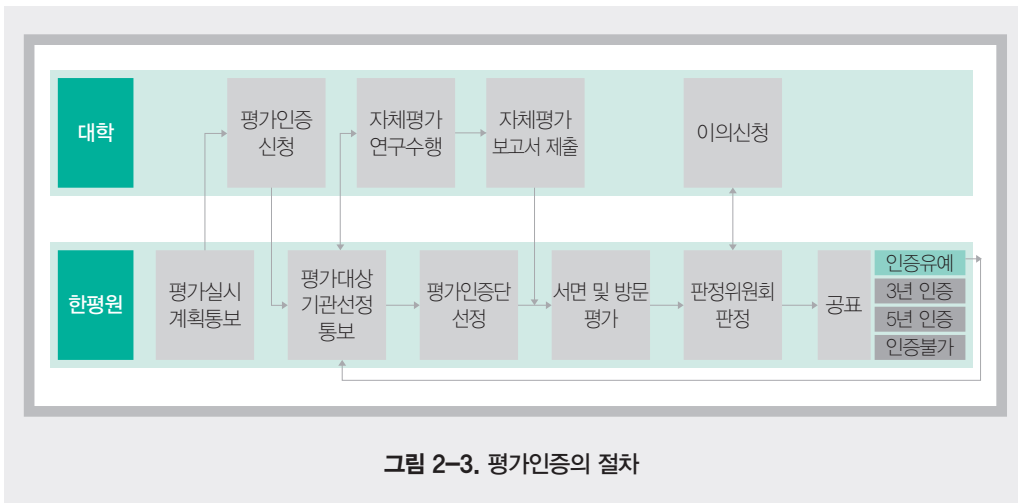 대학
평가인증
신청
자체평가
연구수행
자체평가
보고서 제출
이의신청
한평원
평가실시
계획통보
평가대상
기관선정
통보
평가인증단
선정
서면 및 방문
평가
판정위원회
판정
공표
인증유예
3년 인증
5년 인증
인증불가
그림 2-3. 평가인증의 절차